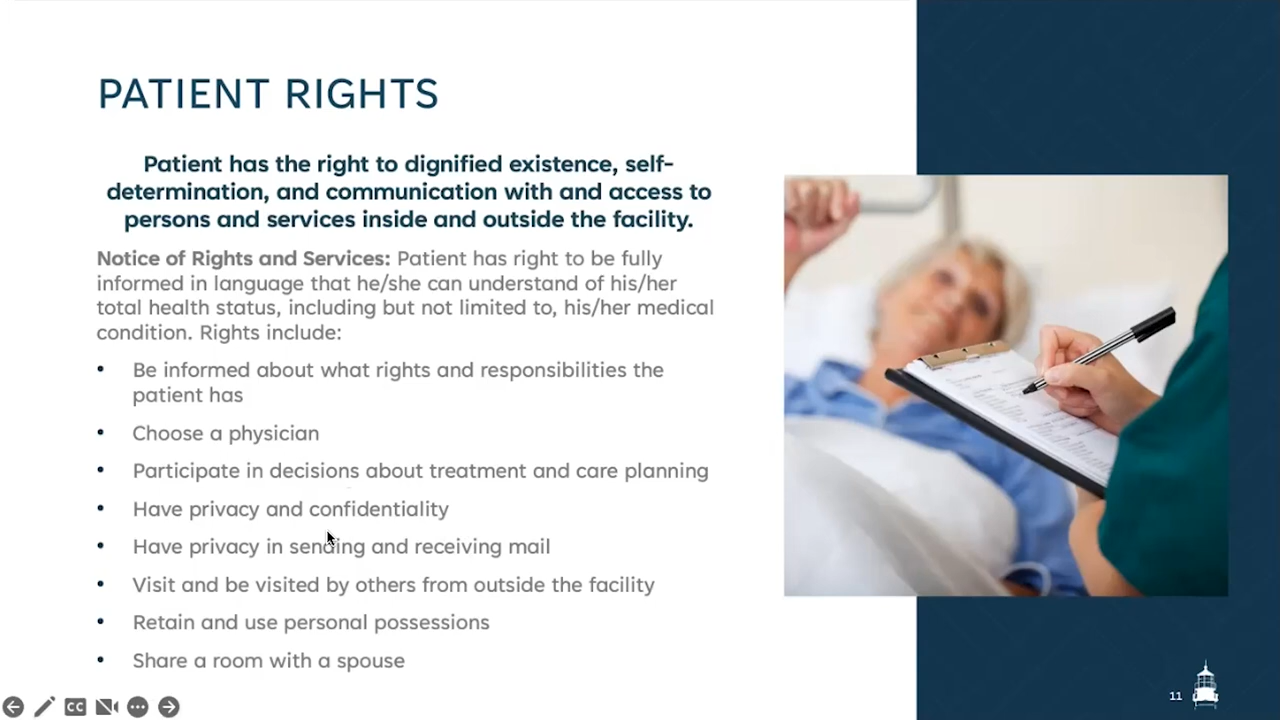 PATIENT RIGHTS
Patient has the right to dignified existence, self-
determination, and communication with and access to
persons and services inside and outside the facility.
Notice of Rights and Services: Patient has right to be fully
informed in language that he/she can understand of his/her
total health status, including but not limited to, his/her medical
condition. Rights include:
• Be informed about what rights and responsibilities the
patient has
• Choose a physician
• Participate in decisions about treatment and care planning
• Have privacy and confidentiality
• Have privacy in sending and receiving mail
• Visit and be visited by others from outside the facility
• Retain and use personal possessions
• Share a room with a spouse
CC
11